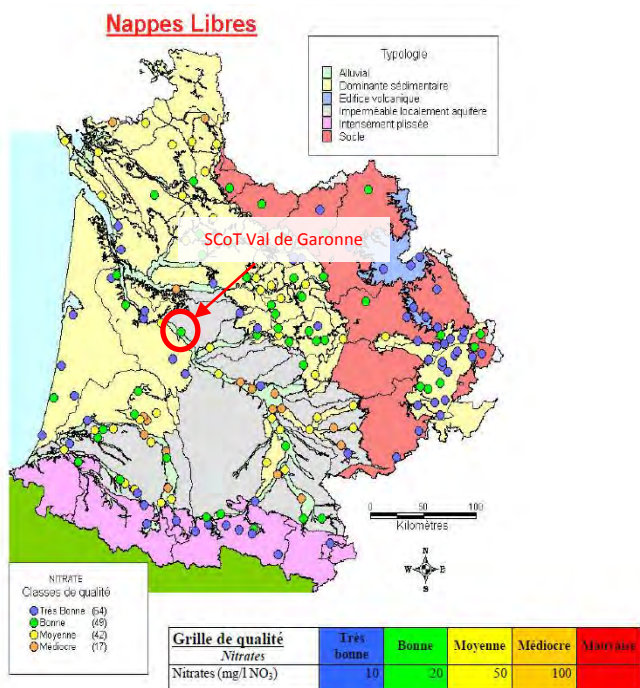 Nappes Libres
Typologie
Alluvial
Dominante sédimentaire
Edifice volcanique
Imperméable localement aquifère
Intensément plissée
Socle
SCoT Val de Garonne
0 50 100
Kilomètres
N
W E
S
NITRATE
Classes de qualité
Très Bonne (64)
Bonne (49)
Moyenne (42)
Médiocre (17)
Grille de qualité Très Bonne Moyenne Médiocre Mauvaise
Nitrates bonne
Nitrates (mg/l NO3) 10 20 50 100